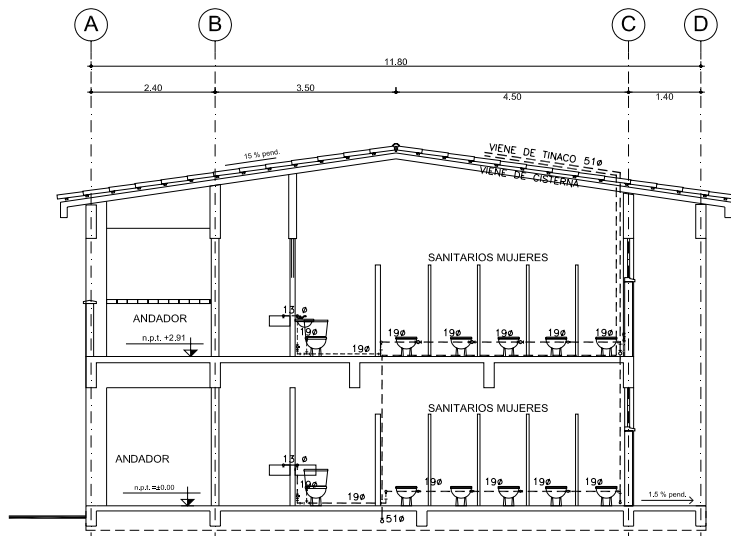 A
B
C
D
11.80
2.40
3.50
4.50
1.40
15 % pend.
VIENE DE TINACO 51ø
VIENE DE CISTERNA
SANITARIOS MUJERES
ANDADOR
n.p.t. +2.91
13 ø
19ø
19ø
19ø
19ø
19ø
19ø
19ø
SANITARIOS MUJERES
ANDADOR
n.p.t. =±0.00
13 ø
19ø
19ø
19ø
19ø
19ø
19ø
19ø
1.5 % pend.
51ø